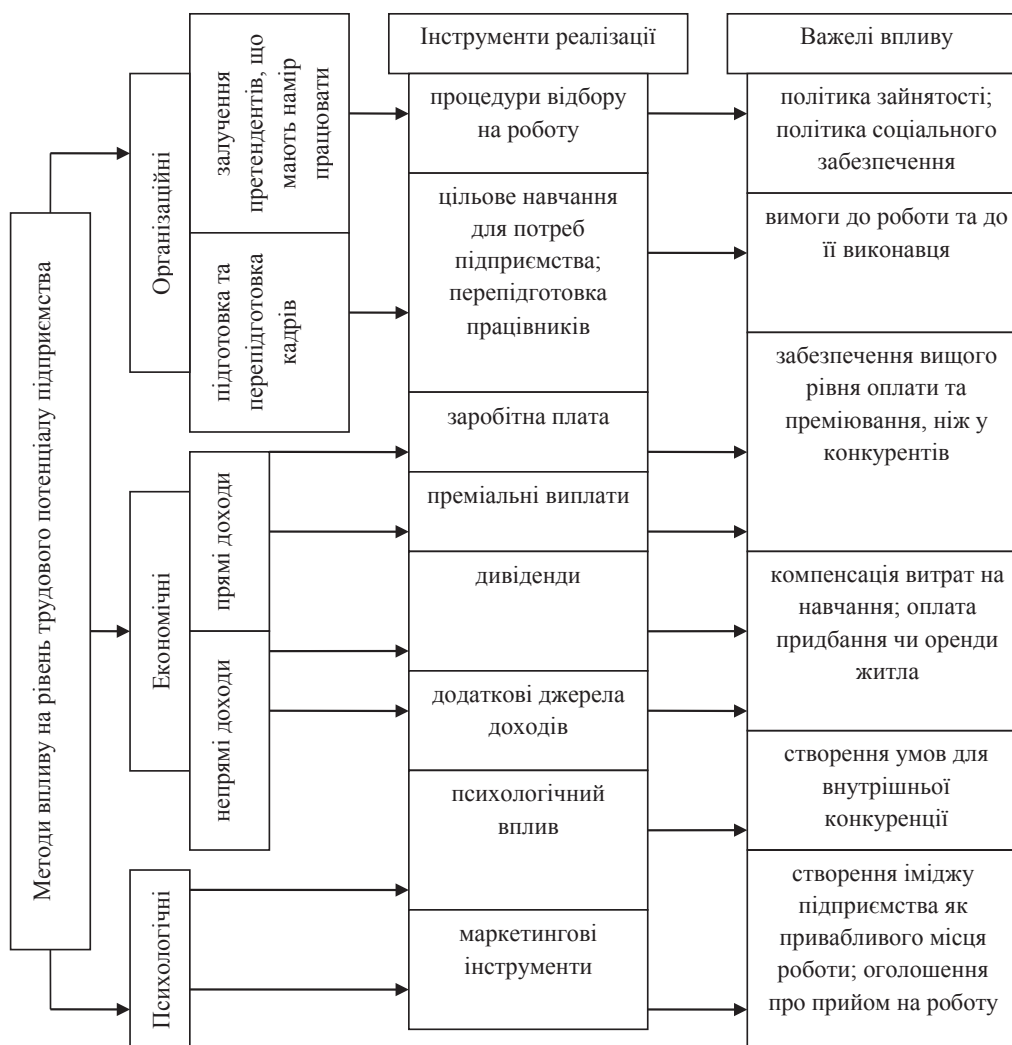 Методи впливу на рівень трудового потенціалу підприємства
Організаційні
залучення
претендентів, що
мають намір
працювати
підготовка та
перепідготовка
кадрів
Економічні
прямі доходи
непрямі доходи
Психологічні
Інструменти реалізації
процедури відбору
на роботу
цільове навчання
для потреб
підприємства;
перепідготовка
працівників
заробітна плата
преміальні виплати
дивіденди
додаткові джерела
доходів
психологічний
вплив
маркетингові
інструменти
Важелі впливу
політика зайнятості;
політика соціального
забезпечення
вимоги до роботи та до
її виконавця
забезпечення вищого
рівня оплати та
преміювання, ніж у
конкурентів
компенсація витрат на
навчання; оплата
придбання чи оренди
житла
створення умов для
внутрішньої
конкуренції
створення іміджу
підприємства як
привабливого місця
роботи; оголошення
про прийом на роботу